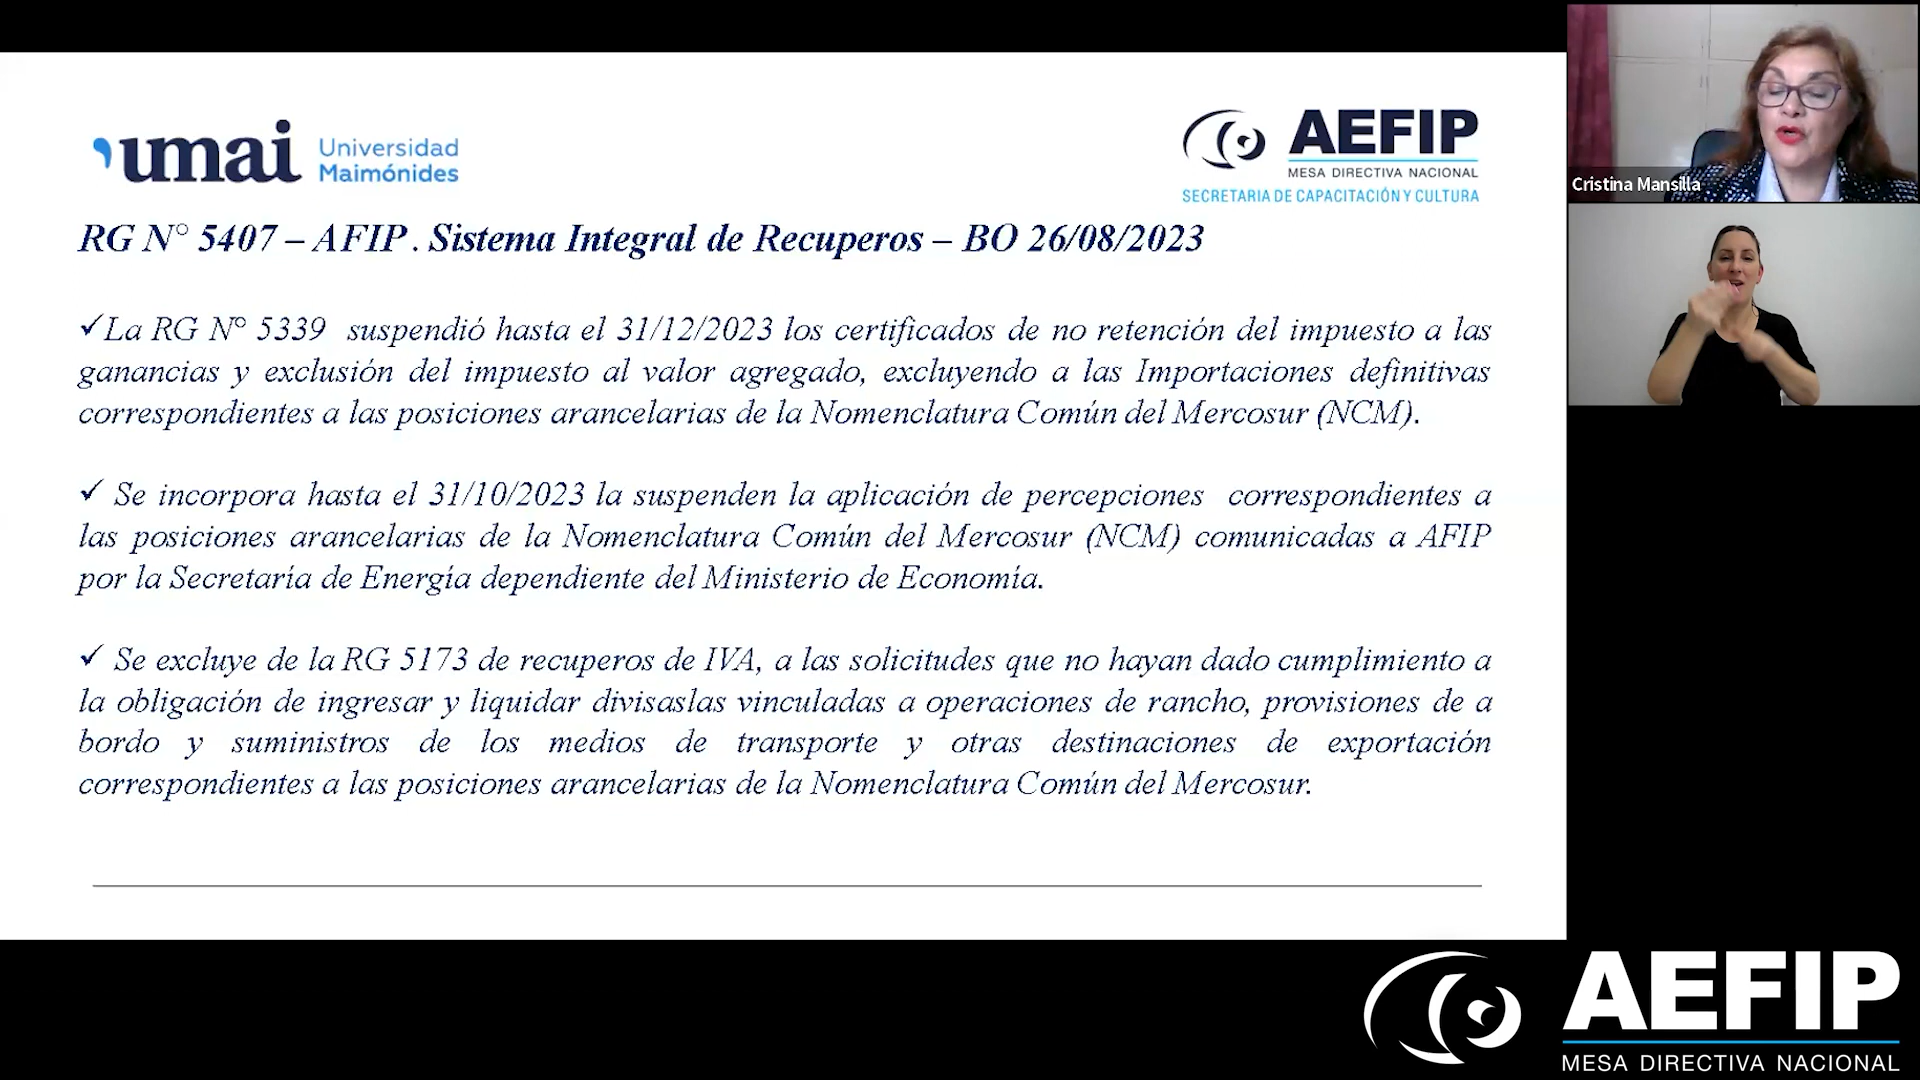 umai Universidad
Maimónides
AEFIP
MESA DIRECTIVA NACIONAL
SECRETARIA DE CAPACITACIÓN Y CULTURA
RG N° 5407 – AFIP. Sistema Integral de Recuperos – BO 26/08/2023
✓La RG N° 5339 suspendió hasta el 31/12/2023 los certificados de no retención del impuesto a las
ganancias y exclusión del impuesto al valor agregado, excluyendo a las Importaciones definitivas
correspondientes a las posiciones arancelarias de la Nomenclatura Común del Mercosur (NCM).
✓ Se incorpora hasta el 31/10/2023 la suspenden la aplicación de percepciones correspondientes a
las posiciones arancelarias de la Nomenclatura Común del Mercosur (NCM) comunicadas a AFIP
por la Secretaría de Energía dependiente del Ministerio de Economía.
✓ Se excluye de la RG 5173 de recuperos de IVA, a las solicitudes que no hayan dado cumplimiento a
la obligación de ingresar y liquidar divisaslas vinculadas a operaciones de rancho, provisiones de a
bordo y suministros de los medios de transporte y otras destinaciones de exportación
correspondientes a las posiciones arancelarias de la Nomenclatura Común del Mercosur.
Cristina Mansilla
AEFIP
MESA DIRECTIVA NACIONAL